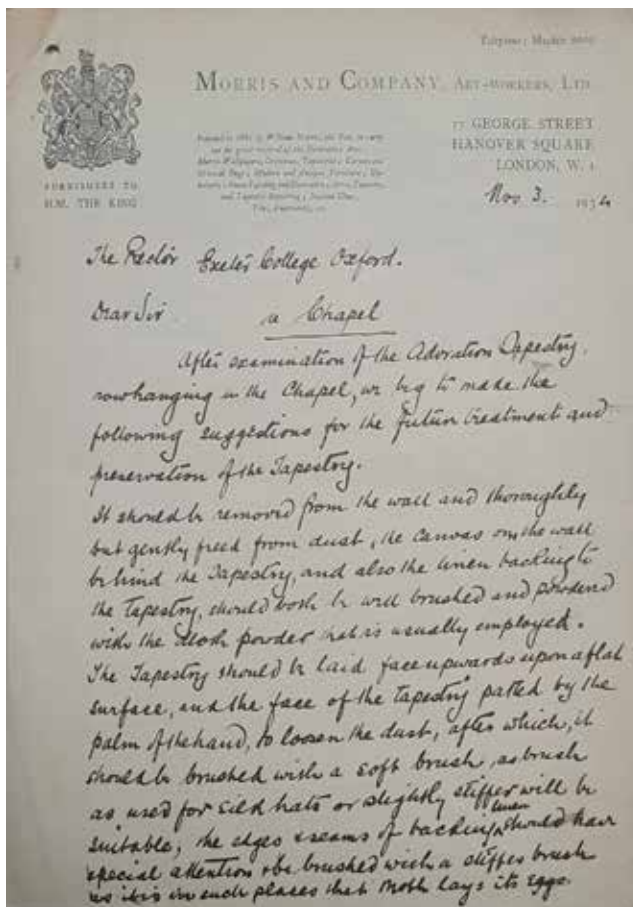 MORRIS AND COMPANY, ART-WORKERS, LTD.
17 GEORGE STREET
HANOVER SQUARE
LONDON, W. 1
FURNISHERS TO
H.M. THE KING
Nov 3. 1934
The Rector Exeter College Oxford.
Dear Sir
re Chapel
After examination of the Adoration Tapestry,
now hanging in the Chapel, we beg to make the
following suggestions for the future treatment and
preservation of the Tapestry.
It should be removed from the wall and thoroughly
but gently freed from dust, the canvas on the wall
behind the Tapestry, and also the linen backing to
the Tapestry, should both be well brushed and powdered
with the moth powder that is usually employed.
The Tapestry should be laid face upwards upon a flat
surface, and the face of the tapestry patted by the
palm of the hand, to loosen the dust, after which, it
should be brushed with a soft brush, a brush
as used for silk hats or slightly stiffer will be
suitable, the edges & seams of backing linen should have
special attention & be brushed with a stiffer brush
as it is in such places that moth lays its eggs.